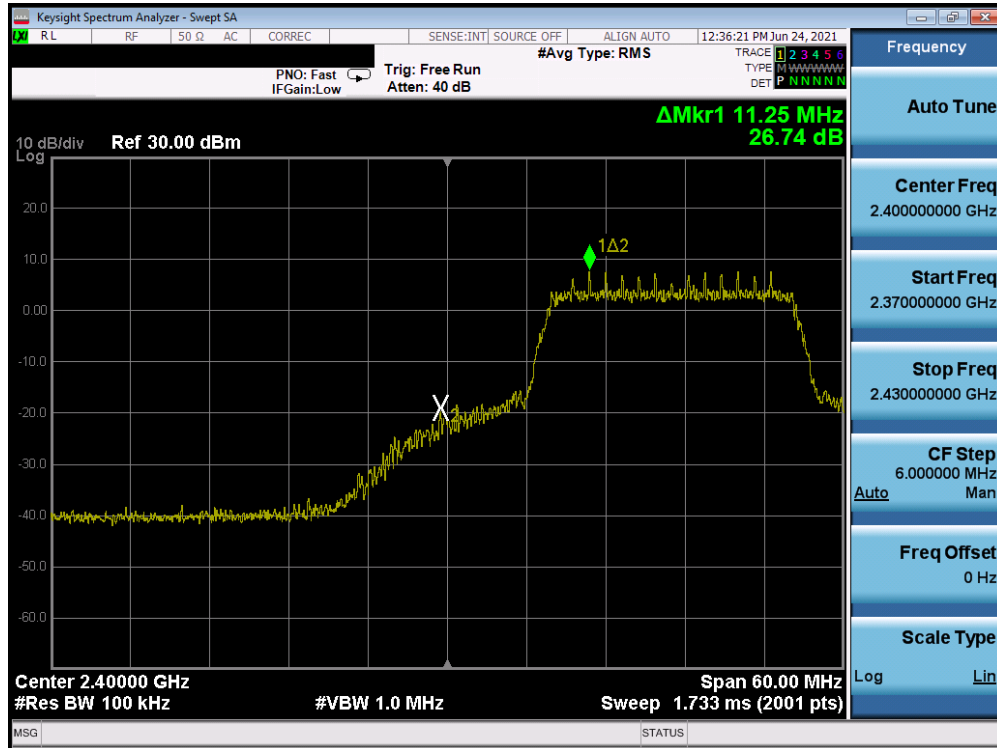 Keysight Spectrum Analyzer - Swept SA
LXI RL RF 50 Ω AC CORREC SENSE:INT SOURCE OFF ALIGN AUTO 12:36:21 PM Jun 24, 2021
#Avg Type: RMS
TRACE 1 2 3 4 5 6
PNO: Fast Trig: Free Run
TYPE M W W W W W
IFGain:Low Atten: 40 dB
DET P N N N N N
ΔMkr1 11.25 MHz
26.74 dB
10 dB/div Ref 30.00 dBm
Log
20.0
10.0
0.00
-10.0
-20.0
-30.0
-40.0
-50.0
-60.0
1Δ2
X2
Center 2.40000 GHz Span 60.00 MHz
#Res BW 100 kHz #VBW 1.0 MHz Sweep 1.733 ms (2001 pts)
MSG STATUS
Frequency
Auto Tune
Center Freq
2.400000000 GHz
Start Freq
2.370000000 GHz
Stop Freq
2.430000000 GHz
CF Step
6.000000 MHz
Auto Man
Freq Offset
0 Hz
Scale Type
Log Lin